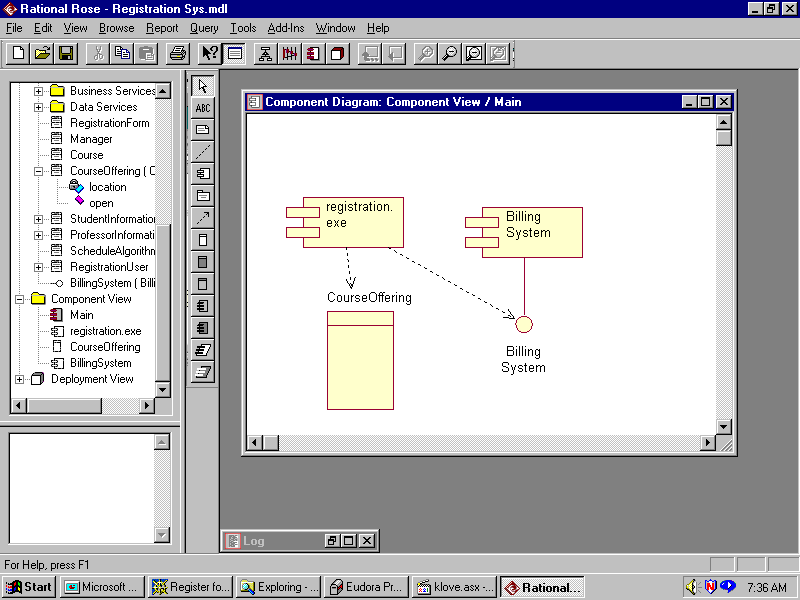 Rational Rose - Registration Sys.mdl
File Edit View Browse Report Query Tools Add-Ins Window Help
ABC
Business Services
Data Services
RegistrationForm
Manager
Course
CourseOffering ( C
location
open
StudentInformation
ProfessorInformati
ScheduleAlgorithm
RegistrationUser
BillingSystem ( Billi
Component View
Main
registration.exe
CourseOffering
BillingSystem
Deployment View
Component Diagram: Component View / Main
registration.
exe
Billing
System
CourseOffering
Billing
System
Log
For Help, press F1
Start
Microsoft ...
Register fo...
Exploring - ...
Eudora Pr...
klove.asx -...
Rational...
7:36 AM